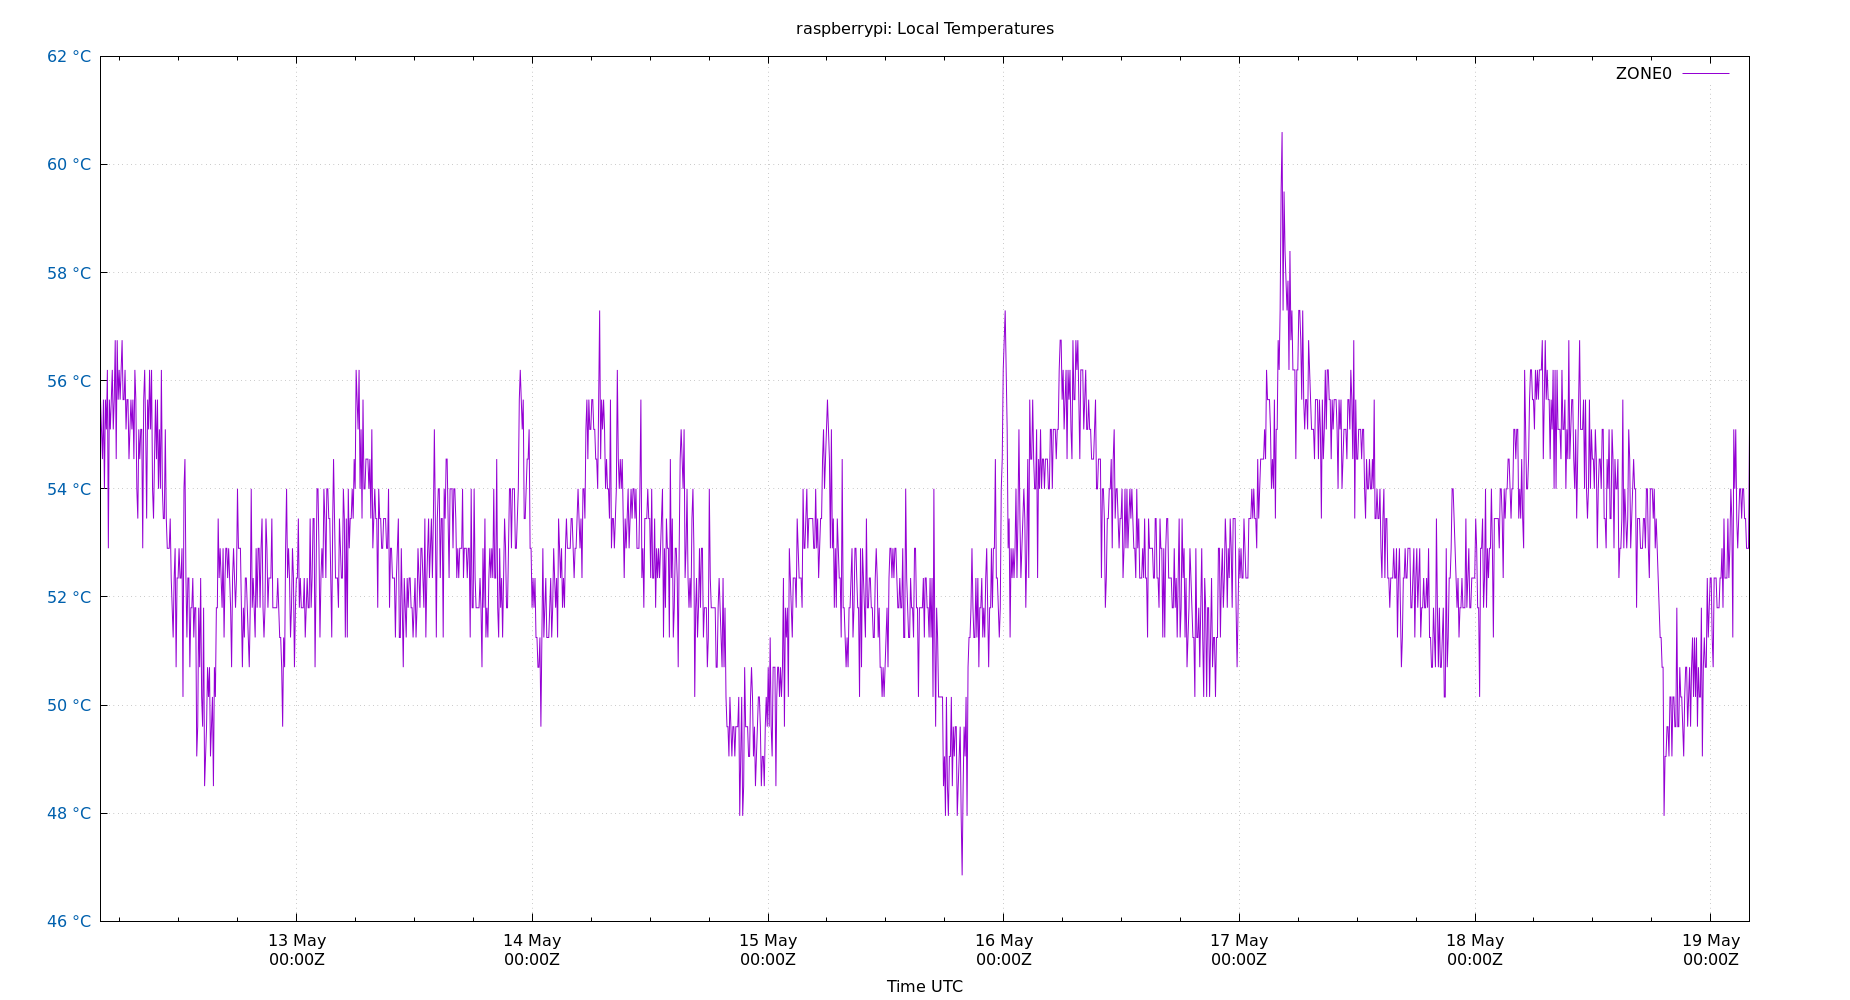 raspberrypi: Local Temperatures
62 °C
ZONE0
60 °C
58 °C
56 °C
54 °C
52 °C
50 °C
48 °C
46 °C
13 May 14 May 15 May 16 May 17 May 18 May 19 May
00:00Z 00:00Z 00:00Z 00:00Z 00:00Z 00:00Z 00:00Z
Time UTC